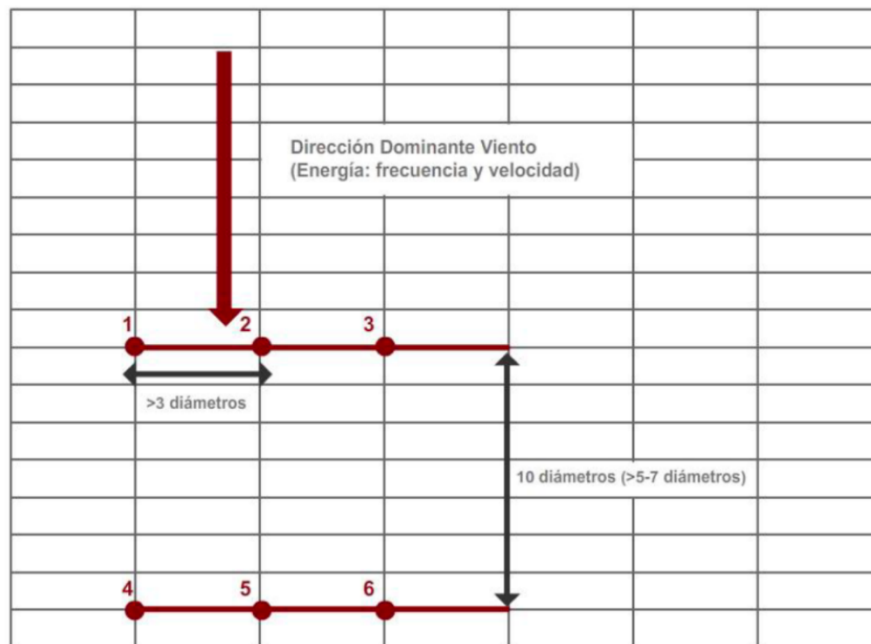 Dirección Dominante Viento
(Energía: frecuencia y velocidad)
1 2 3
>3 diámetros
10 diámetros (>5-7 diámetros)
4 5 6